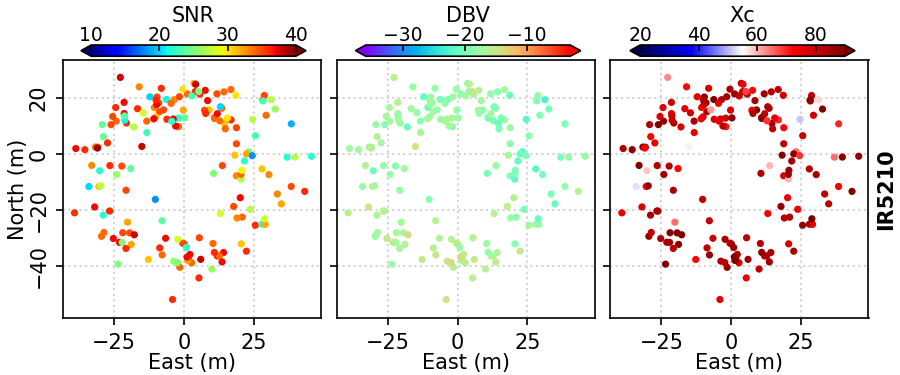 SNR
DBV
Xc
10 20 30 40
−30 −20 −10
20 40 60 80
North (m)
20
0
−20
−40
−25 0 25
−25 0 25
−25 0 25
East (m)
East (m)
East (m)
IR5210